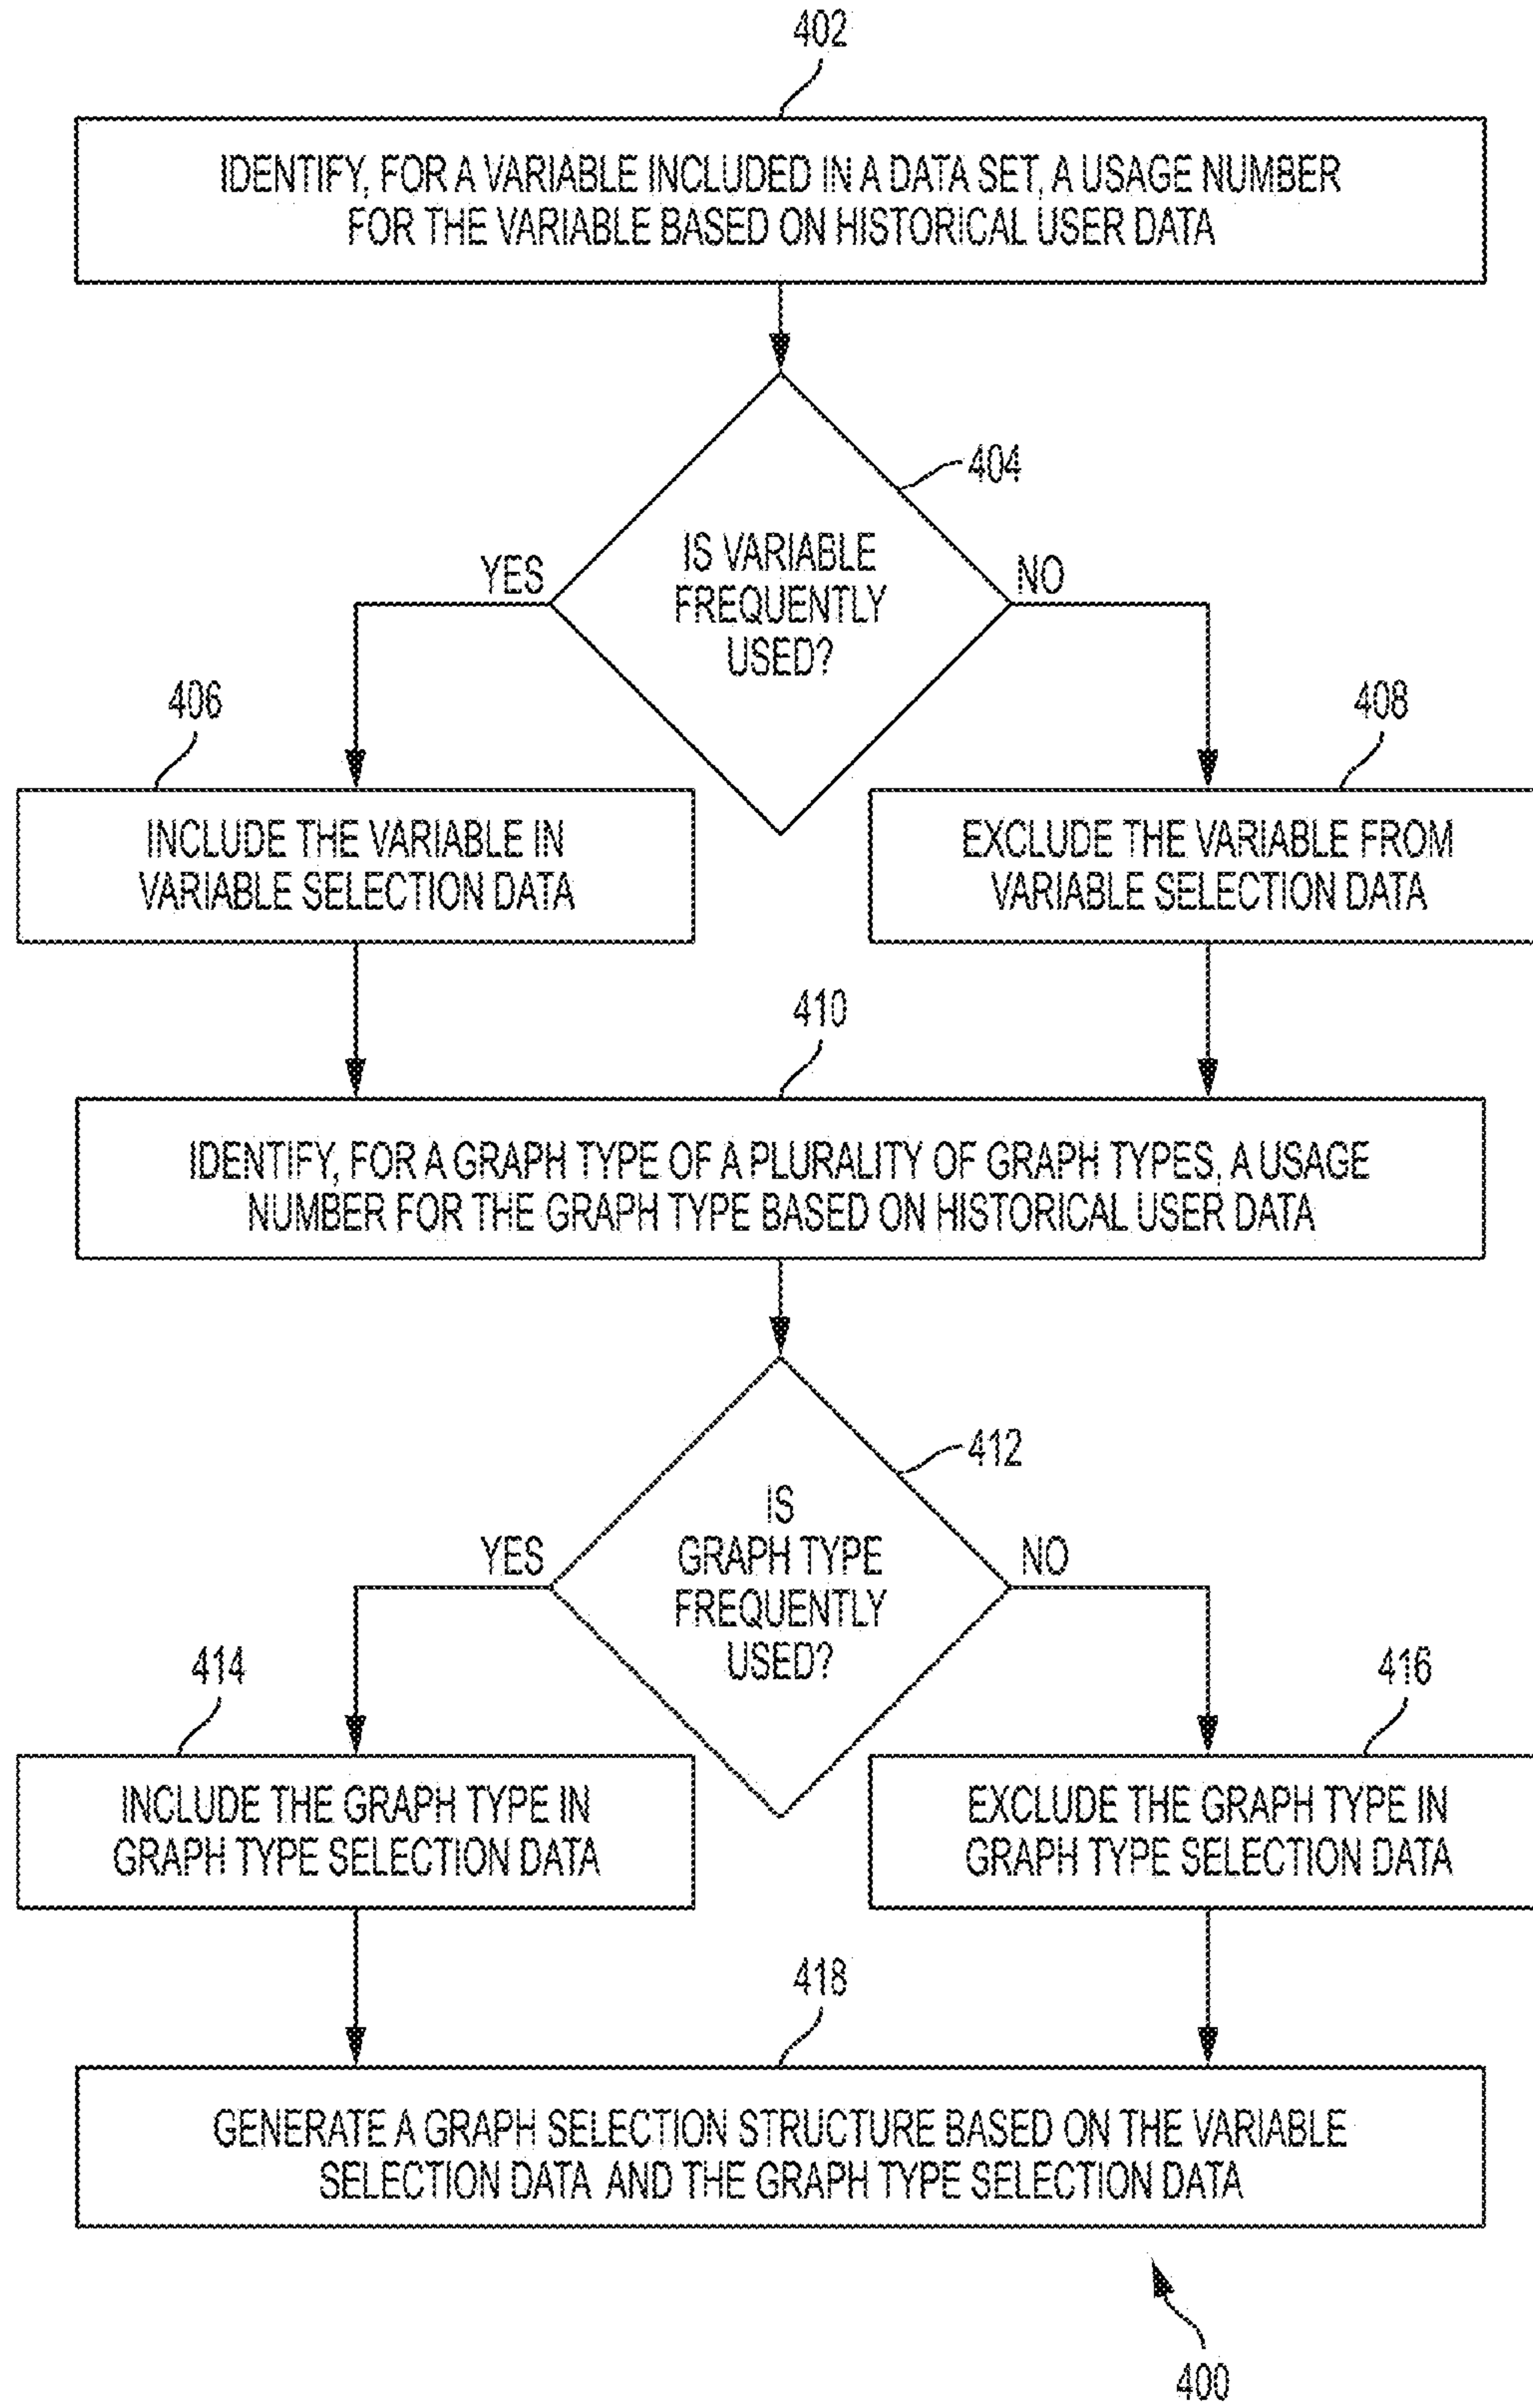 402
IDENTIFY, FOR A VARIABLE INCLUDED IN A DATA SET, A USAGE NUMBER
FOR THE VARIABLE BASED ON HISTORICAL USER DATA
404
IS VARIABLE
FREQUENTLY
USED?
YES
NO
406
408
INCLUDE THE VARIABLE IN
VARIABLE SELECTION DATA
EXCLUDE THE VARIABLE FROM
VARIABLE SELECTION DATA
410
IDENTIFY, FOR A GRAPH TYPE OF A PLURALITY OF GRAPH TYPES, A USAGE
NUMBER FOR THE GRAPH TYPE BASED ON HISTORICAL USER DATA
412
IS
GRAPH TYPE
FREQUENTLY
USED?
YES
NO
414
416
INCLUDE THE GRAPH TYPE IN
GRAPH TYPE SELECTION DATA
EXCLUDE THE GRAPH TYPE IN
GRAPH TYPE SELECTION DATA
418
GENERATE A GRAPH SELECTION STRUCTURE BASED ON THE VARIABLE
SELECTION DATA AND THE GRAPH TYPE SELECTION DATA
400